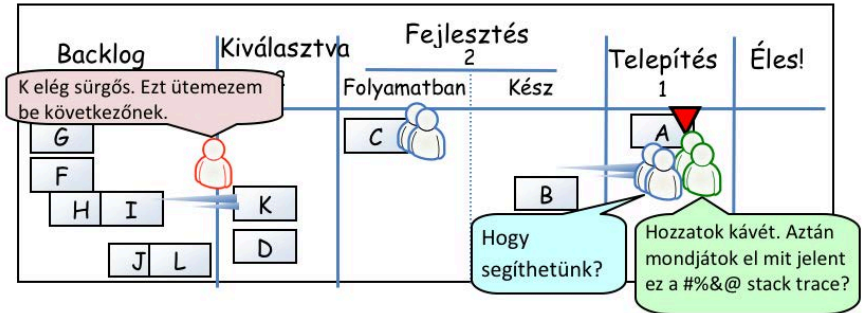 Backlog
Kiválasztva
Fejlesztés
2
Telepítés
1
Éles!
Folyamatban
Kész
K elég sürgős. Ezt ütemezem
be következőnek.
G
F
H
I
J
L
K
D
C
B
A
Hogy
segíthetünk?
Hozzatok kávét. Aztán
mondjátok el mit jelent
ez a #%&@ stack trace?